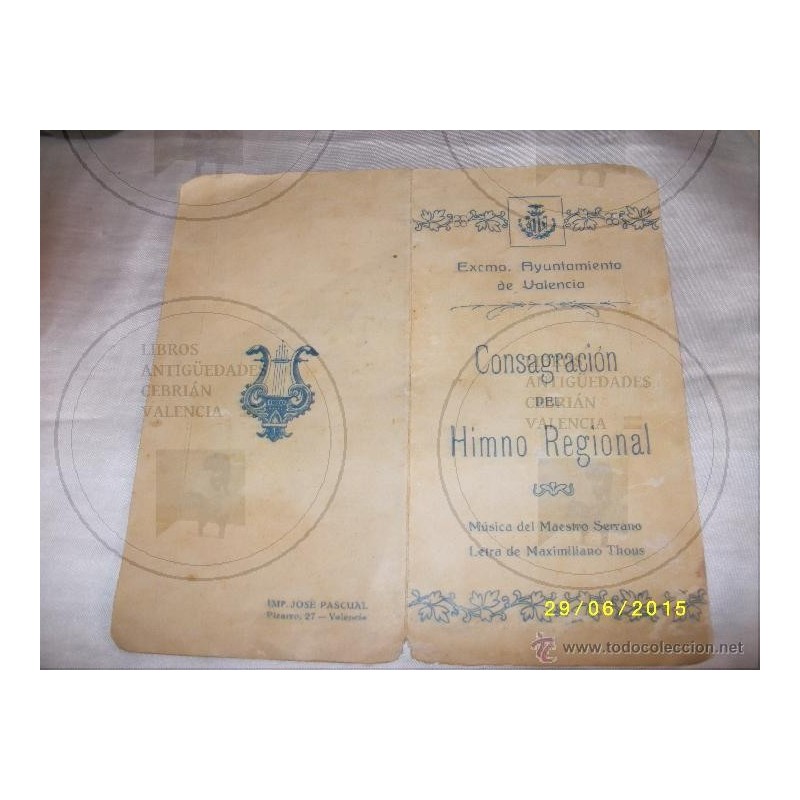 Excmo. Ayuntamiento
de Valencia
Consagración
DEL
Himno Regional
Música del Maestro Serrano
Letra de Maximiliano Thous
IMP. JOSÉ PASCUAL
Pizarro, 27 — Valencia
LIBROS
ANTIGÜEDADES
CEBRIÁN
VALENCIA
ANTIGÜEDADES
CEBRIÁN
VALENCIA
29/06/2015
www.todocoleccion.net